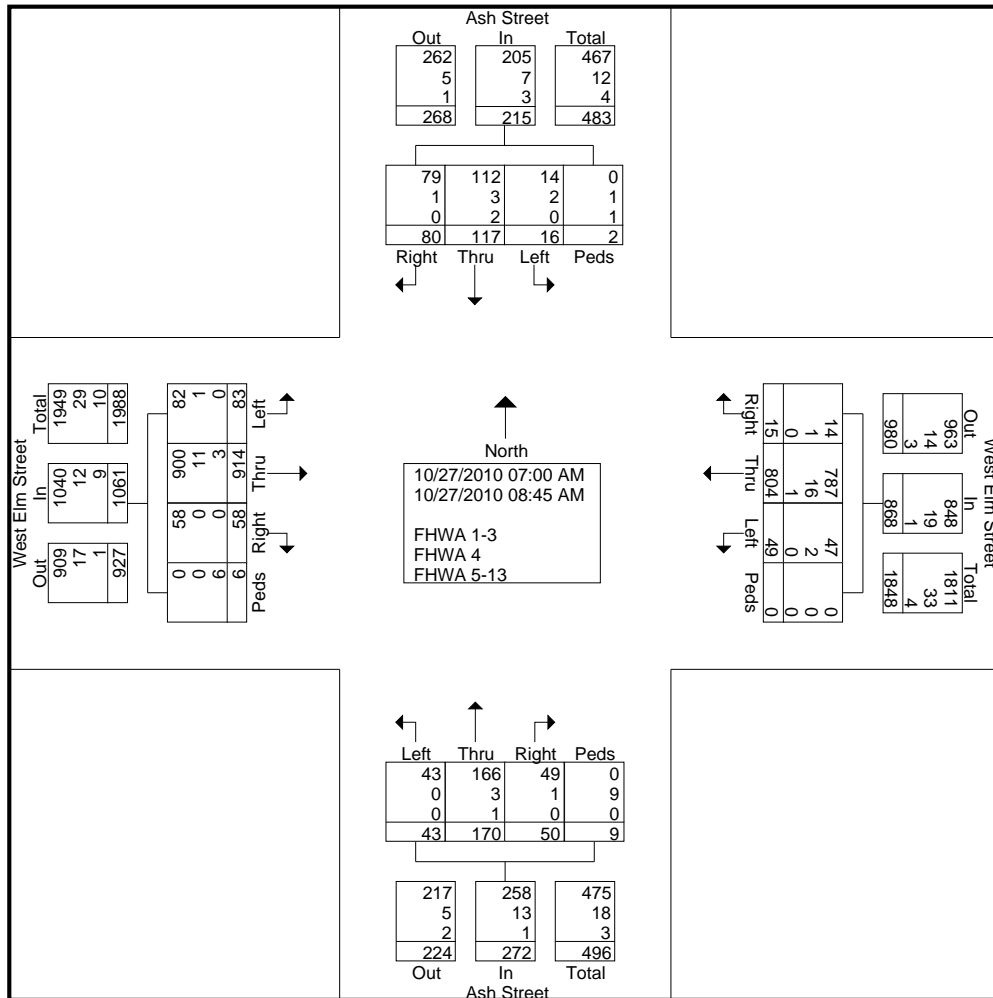 Ash Street
Out In Total
262 205 467
5 7 12
1 3 4
268 215 483
79 112 14 0
1 3 2 1
0 2 0 1
80 117 16 2
Right Thru Left Peds
West Elm Street
Total In Out
1949 1040 909
29 12 17
10 9 1
1988 1061 927
82 900 58 0
1 11 0 0
0 3 0 6
83 914 58 6
Left Thru Right Peds
North
10/27/2010 07:00 AM
10/27/2010 08:45 AM
FHWA 1-3
FHWA 4
FHWA 5-13
Right Thru Left Peds
15 804 49 0
0 1 0 0
1 16 2 0
14 787 47 0
West Elm Street
Out In Total
963 848 1811
14 19 33
3 1 4
980 868 1848
Left Thru Right Peds
43 166 49 0
0 3 1 9
0 1 0 0
43 170 50 9
217 258 475
5 13 18
2 1 3
224 272 496
Out In Total
Ash Street